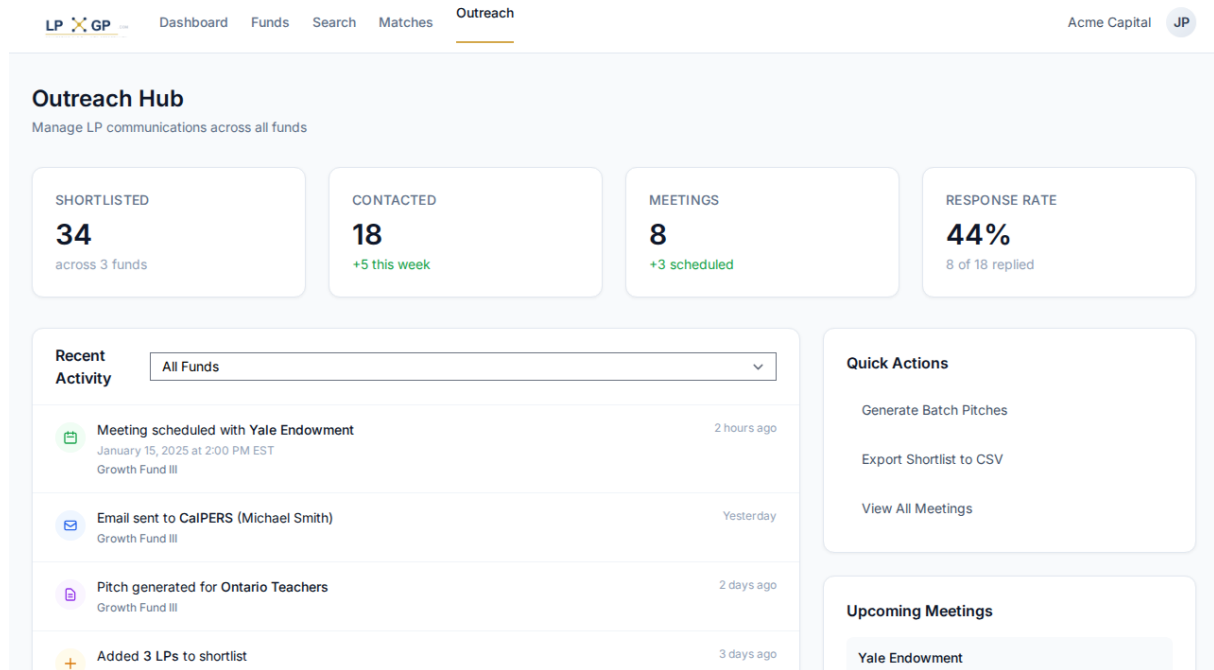 LP GP
Dashboard
Funds
Search
Matches
Outreach
Acme Capital
JP
Outreach Hub
Manage LP communications across all funds
SHORTLISTED
34
across 3 funds
CONTACTED
18
+5 this week
MEETINGS
8
+3 scheduled
RESPONSE RATE
44%
8 of 18 replied
Recent
Activity
All Funds
Meeting scheduled with Yale Endowment
2 hours ago
January 15, 2025 at 2:00 PM EST
Growth Fund III
Email sent to CalPERS (Michael Smith)
Yesterday
Growth Fund III
Pitch generated for Ontario Teachers
2 days ago
Growth Fund III
Added 3 LPs to shortlist
3 days ago
Quick Actions
Generate Batch Pitches
Export Shortlist to CSV
View All Meetings
Upcoming Meetings
Yale Endowment